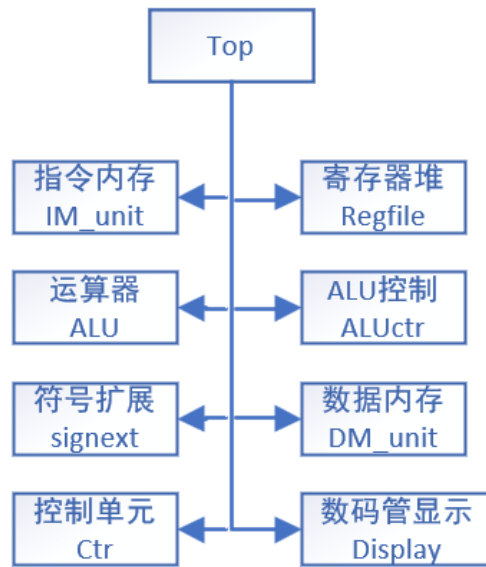 Top
指令内存
IM_unit
寄存器堆
Regfile
运算器
ALU
ALU控制
ALUctr
符号扩展
signext
数据内存
DM_unit
控制单元
Ctr
数码管显示
Display